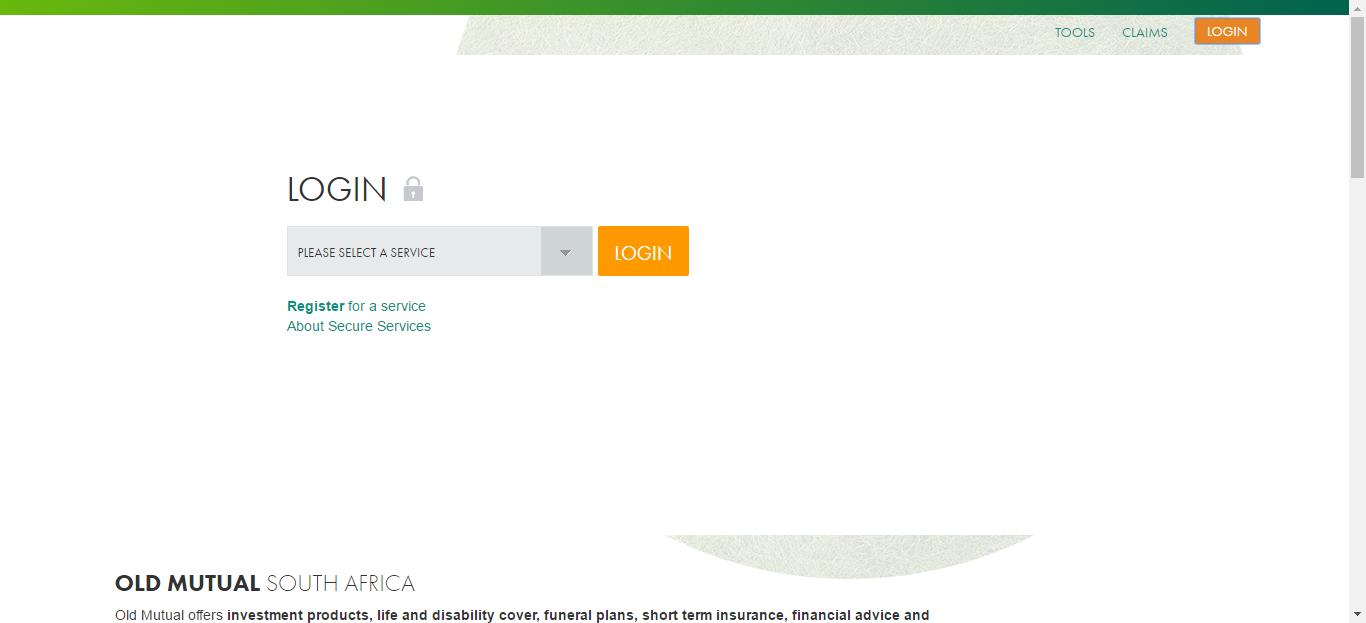 TOOLS CLAIMS LOGIN
LOGIN
PLEASE SELECT A SERVICE LOGIN
Register for a service
About Secure Services
OLD MUTUAL SOUTH AFRICA
Old Mutual offers investment products, life and disability cover, funeral plans, short term insurance, financial advice and